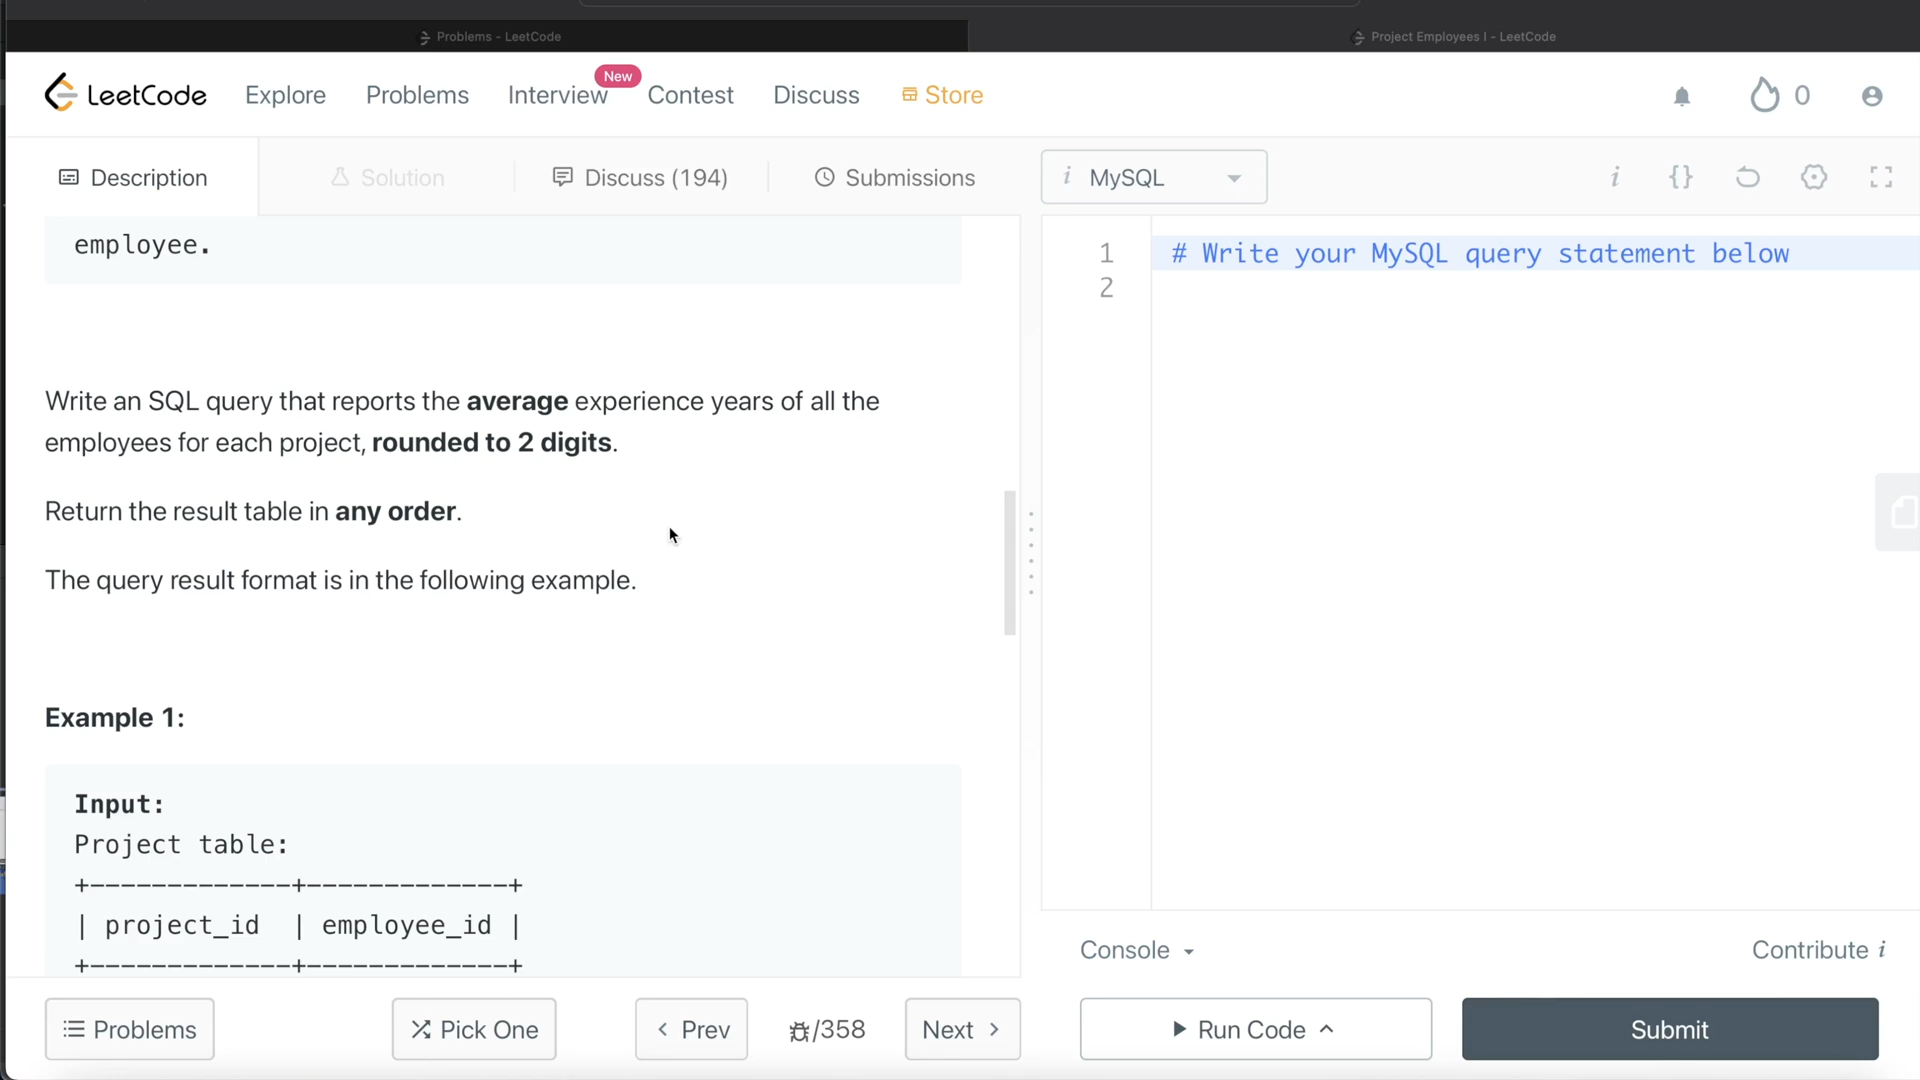 Problems - LeetCode
Project Employees I - LeetCode
LeetCode
Explore
Problems
Interview
New
Contest
Discuss
Store
0
Description
Solution
Discuss (194)
Submissions
i MySQL
i
{}
employee.
Write an SQL query that reports the average experience years of all the
employees for each project, rounded to 2 digits.
Return the result table in any order.
The query result format is in the following example.
Example 1:
Input:
Project table:
+-------------+-------------+
| project_id  | employee_id |
+-------------+-------------+
1 # Write your MySQL query statement below
2
Console
Contribute i
Problems
Pick One
Prev
/358
Next
Run Code
Submit